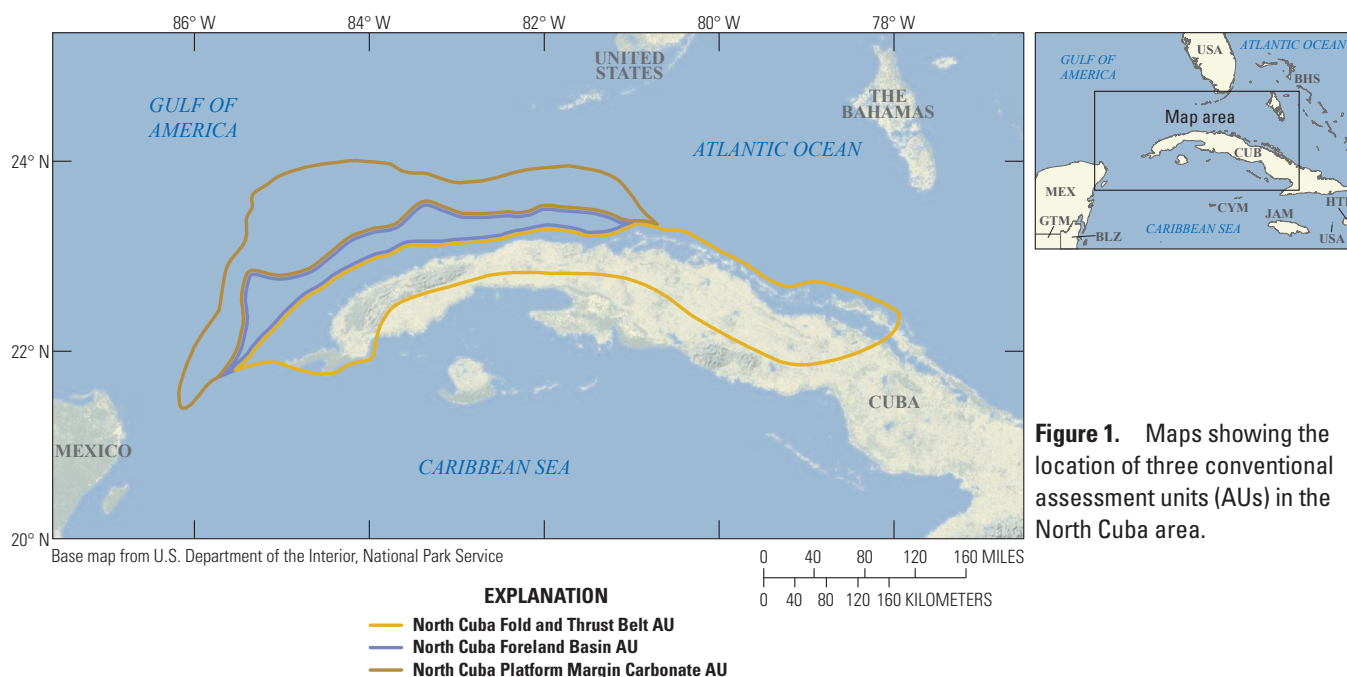 86° W
84° W
82° W
80° W
78° W
UNITED
STATES
GULF OF
AMERICA
THE
BAHAMAS
24° N
ATLANTIC OCEAN
22° N
CUBA
MEXICO
CARIBBEAN SEA
20° N
Base map from U.S. Department of the Interior, National Park Service
0 40 80 120 160 MILES
0 40 80 120 160 KILOMETERS
EXPLANATION
North Cuba Fold and Thrust Belt AU
North Cuba Foreland Basin AU
North Cuba Platform Margin Carbonate AU
USA
ATLANTIC OCEAN
GULF OF
AMERICA
BHS
Map area
CUB
MEX
CYM
JAM
HTI
GTM
BLZ
CARIBBEAN SEA
USA
Figure 1. Maps showing the
location of three conventional
assessment units (AUs) in the
North Cuba area.